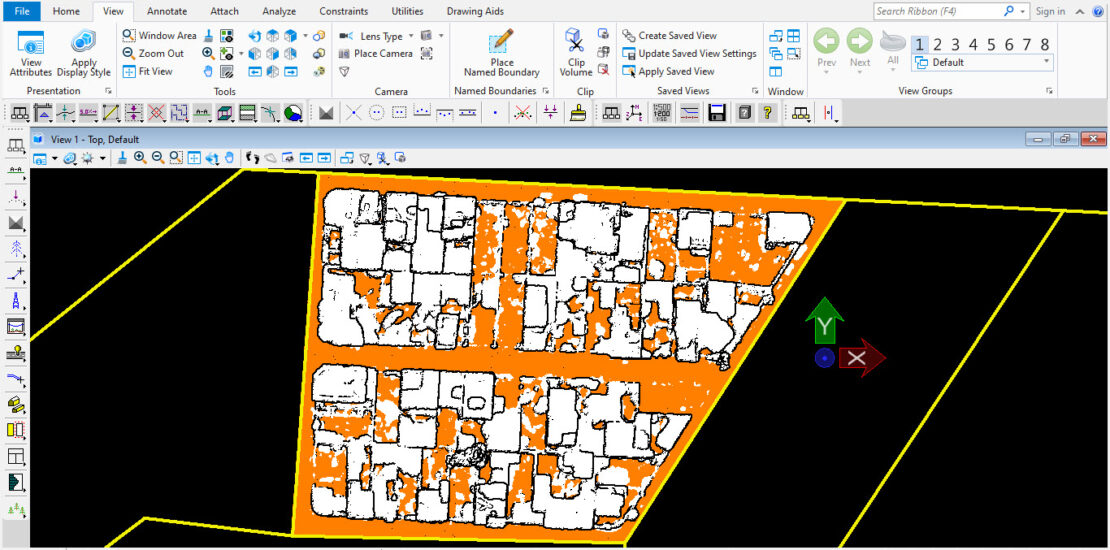 File Home View Annotate Attach Analyze Constraints Utilities Drawing Aids Search Ribbon (F4) Sign in
Window Area
Zoom Out
Fit View
View
Attributes
Apply
Display Style
Presentation
Tools
Lens Type
Place Camera
Camera
Place
Named Boundary
Named Boundaries
Clip
Volume
Clip
Create Saved View
Update Saved View Settings
Apply Saved View
Saved Views
Window
Prev
Next
All
1 2 3 4 5 6 7 8
Default
View Groups
View 1 - Top, Default
Y
X